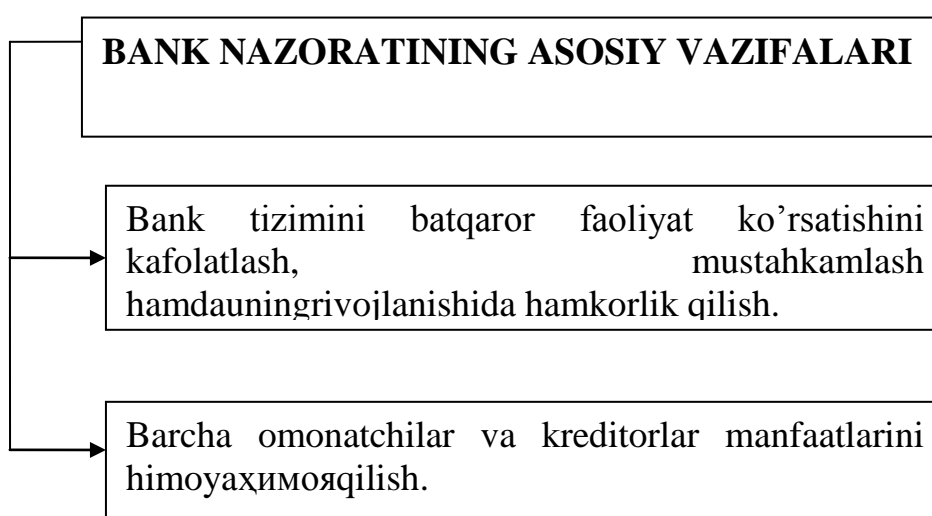 BANK NAZORATINING ASOSIY VAZIFALARI
Bank tizimini batqaror faoliyat ko’rsatishini
kafolatlash, mustahkamlash
hamdauningrivojlanishida hamkorlik qilish.
Barcha omonatchilar va kreditorlar manfaatlarini
himoyaҳимояqilish.